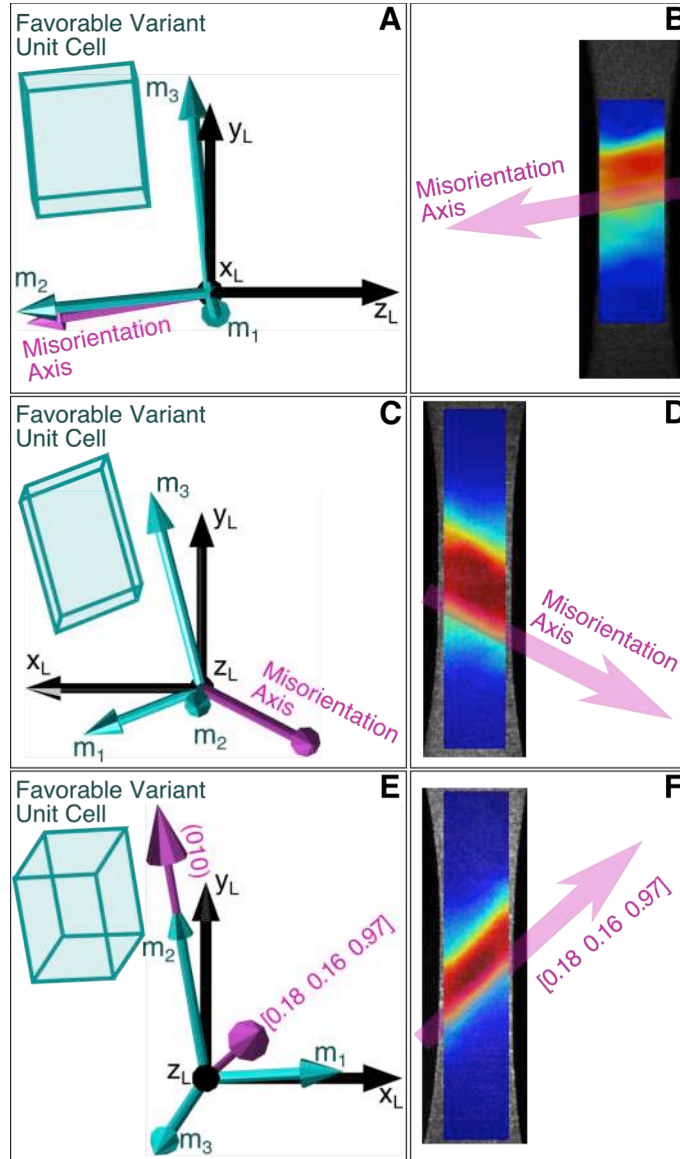 Favorable Variant
Unit Cell
A
m3
yL
xL
m2
zL
m1
Misorientation
Axis
B
Misorientation
Axis
Favorable Variant
Unit Cell
C
m3
yL
xL
zL
m1
m2
Misorientation
Axis
D
Misorientation
Axis
Favorable Variant
Unit Cell
E
(010)
yL
m2
[0.18 0.16 0.97]
zL
m1
xL
m3
F
[0.18 0.16 0.97]